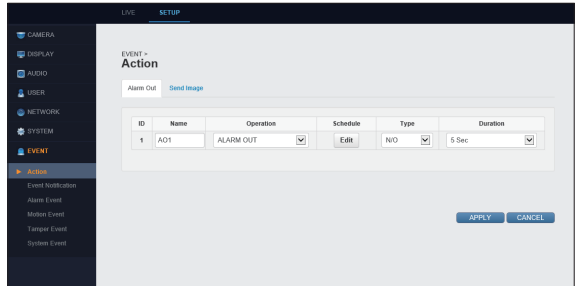 LIVE SETUP
CAMERA
DISPLAY
AUDIO
USER
NETWORK
SYSTEM
EVENT
Action
Event Notification
Alarm Event
Motion Event
Tamper Event
System Event
EVENT >
Action
Alarm Out Send Image
ID Name Operation Schedule Type Duration
1 AO1 ALARM OUT Edit N/O 5 Sec
APPLY CANCEL